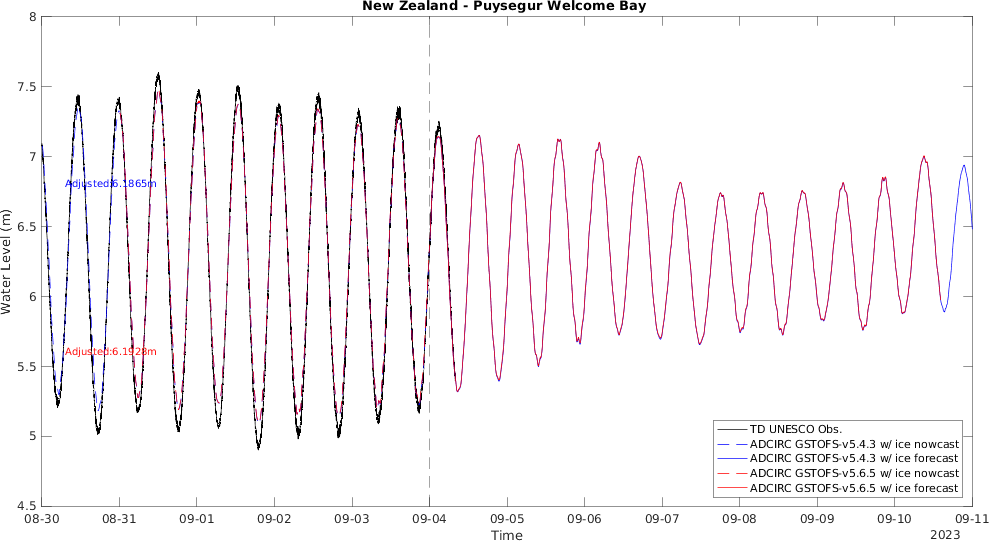 New Zealand - Puysegur Welcome Bay
8
7.5
7
6.5
6
5.5
5
4.5
Water Level (m)
Adjusted:6.1865m
Adjusted:6.1928m
TD UNESCO Obs.
ADCIRC GSTOFS-v5.4.3 w/ ice nowcast
ADCIRC GSTOFS-v5.4.3 w/ ice forecast
ADCIRC GSTOFS-v5.6.5 w/ ice nowcast
ADCIRC GSTOFS-v5.6.5 w/ ice forecast
08-30 08-31 09-01 09-02 09-03 09-04 09-05 09-06 09-07 09-08 09-09 09-10 09-11
Time
2023